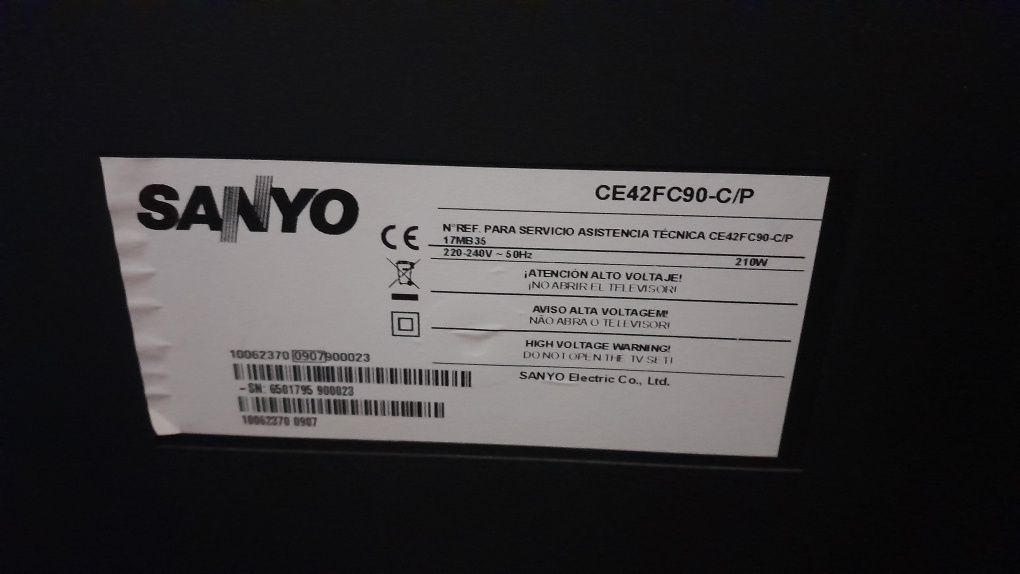 SANYO
CE42FC90-C/P
N°REF. PARA SERVICIO ASISTENCIA TÉCNICA CE42FC90-C/P
17MB35
220-240V ~ 50Hz 210W
¡ATENCIÓN ALTO VOLTAJE!
¡NO ABRIR EL TELEVISOR!
AVISO ALTA VOLTAGEM!
NÃO ABRA O TELEVISOR!
HIGH VOLTAGE WARNING!
DO NOT OPEN THE TV SET!
SANYO Electric Co., Ltd.
CE
10062370 0907 900023
-SN: 6501795 900023
10062370 0907